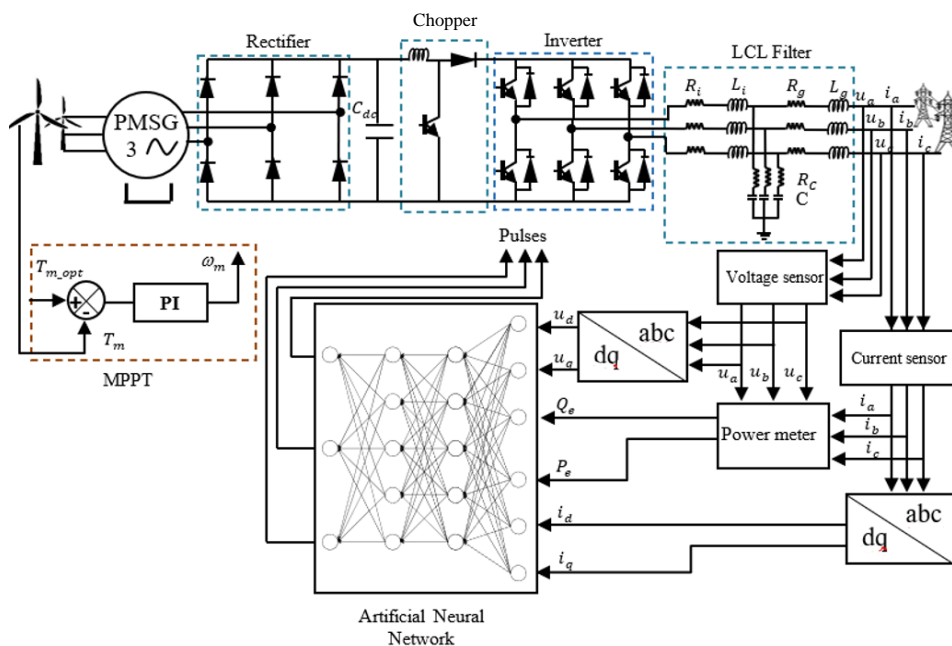 Chopper
Rectifier
Inverter
LCL Filter
R_i
L_i
R_g
L_g
u_a
i_a
u_b
i_b
u
i_c
C_dc
PMSG
3
R_C
C
Pulses
Voltage sensor
T_m_opt
ω_m
+
-
PI
T_m
MPPT
u_d
u_q
abc
dq
u_a
u_b
u_c
Current sensor
Q_e
Power meter
i_a
i_b
i_c
P_e
i_d
i_q
abc
dq
Artificial Neural
Network